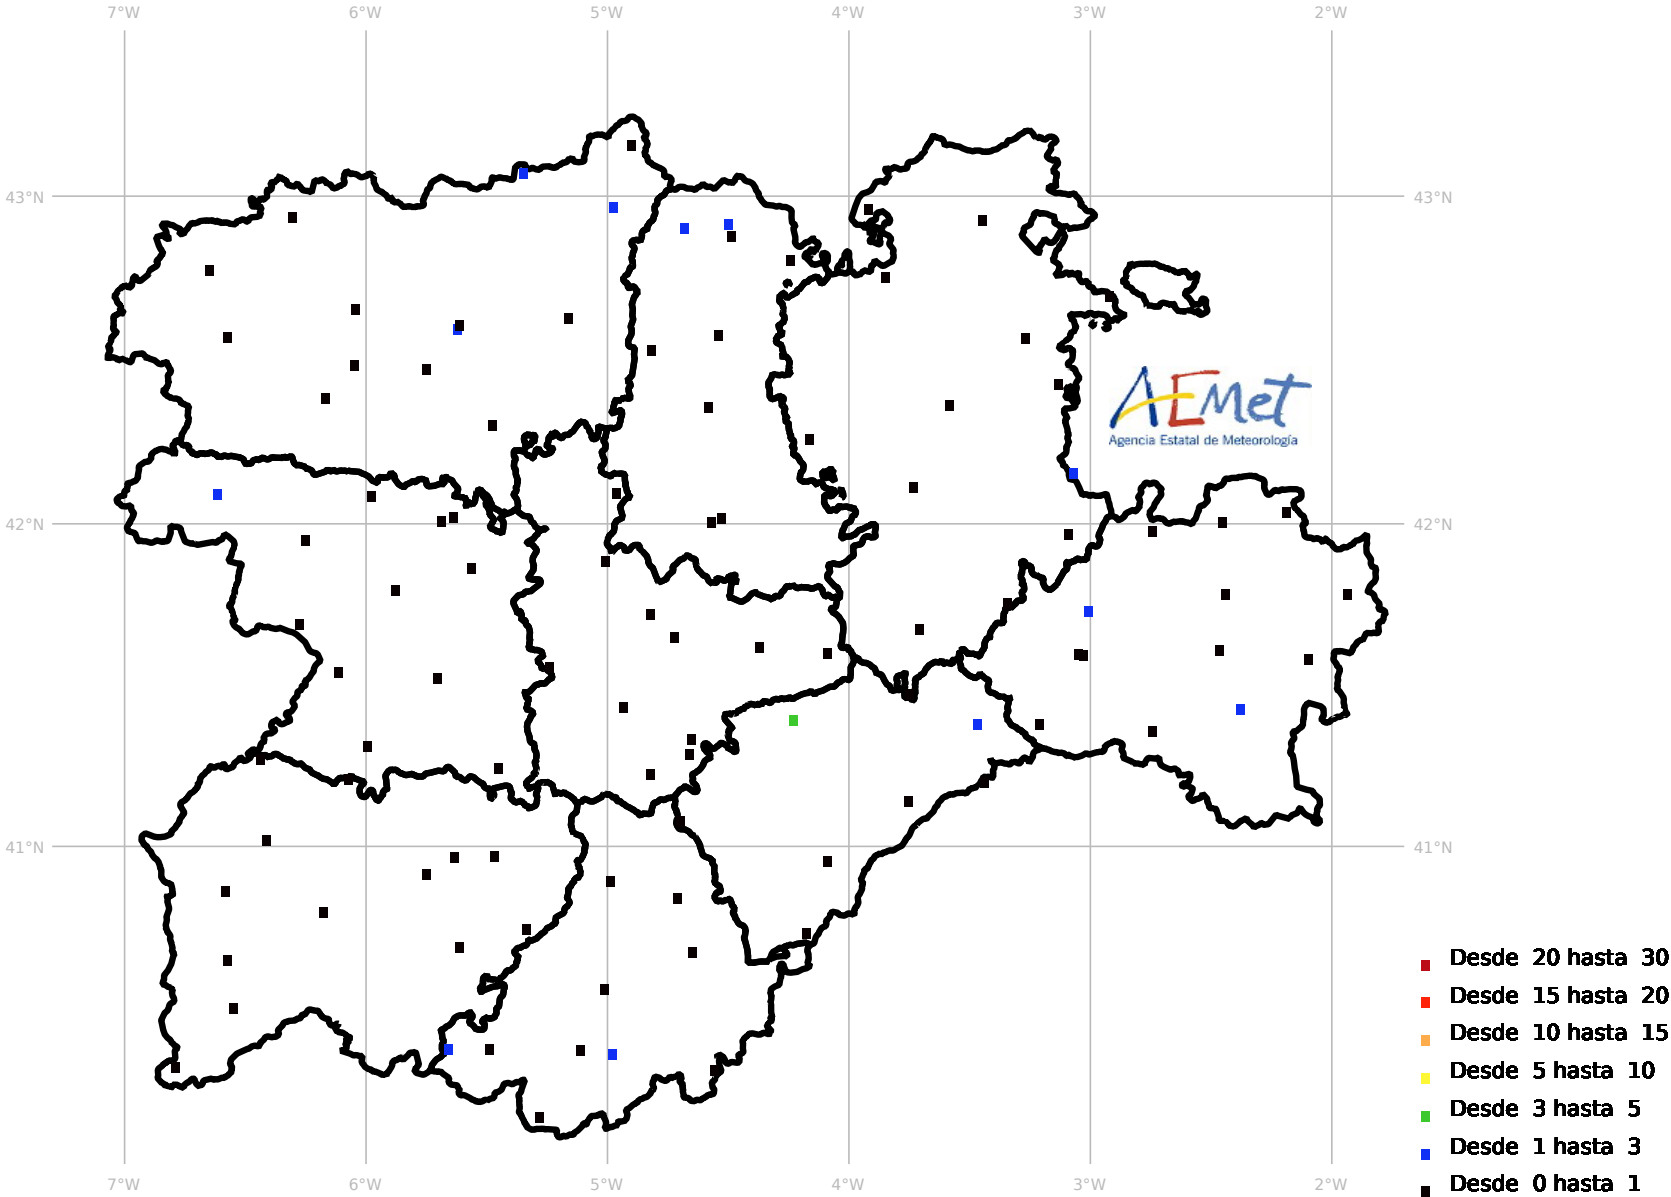 7°W 6°W 5°W 4°W 3°W 2°W
43°N 43°N
AEMet
Agencia Estatal de Meteorología
42°N 42°N
41°N 41°N
Desde 20 hasta 30
Desde 15 hasta 20
Desde 10 hasta 15
Desde 5 hasta 10
Desde 3 hasta 5
Desde 1 hasta 3
Desde 0 hasta 1
7°W 6°W 5°W 4°W 3°W 2°W